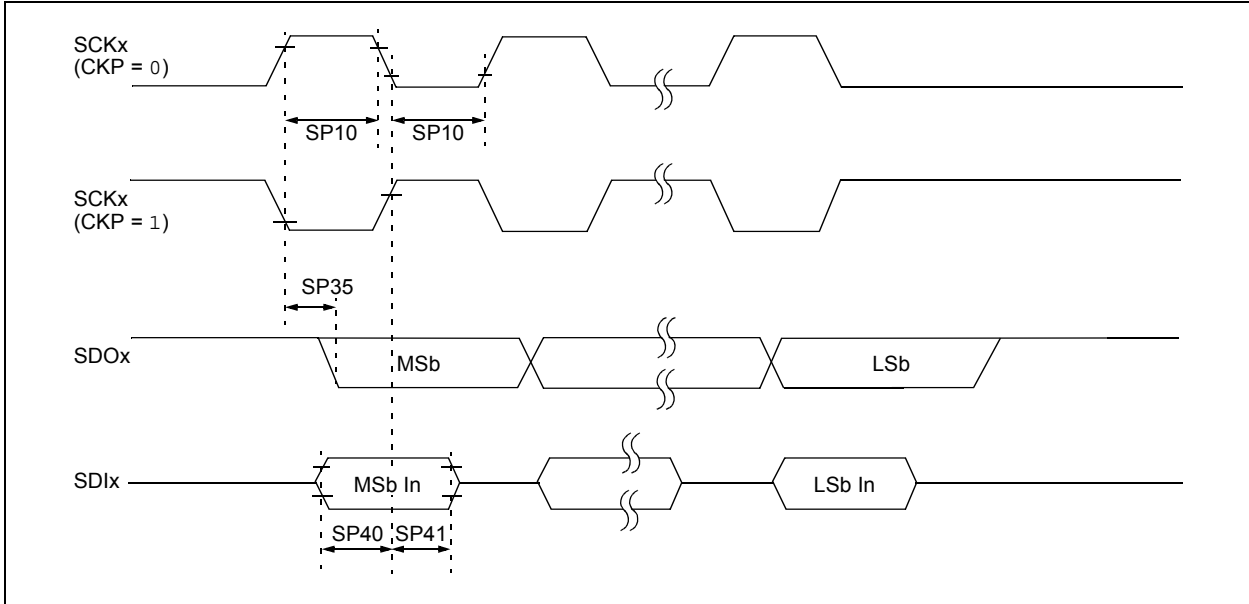 SCKx
(CKP = 0)
SP10 SP10
SCKx
(CKP = 1)
SP35
SDOx MSb LSb
SDIx MSb In LSb In
SP40 SP41